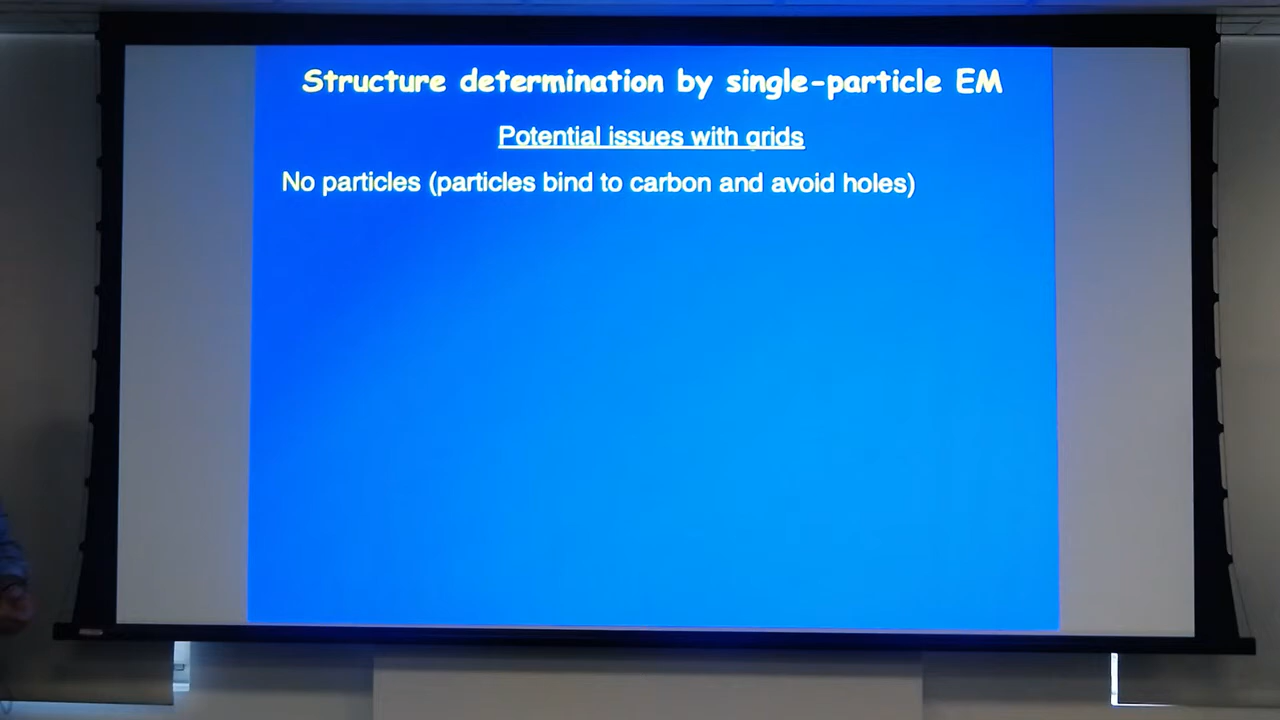 Structure determination by single-particle EM
Potential issues with grids
No particles (particles bind to carbon and avoid holes)